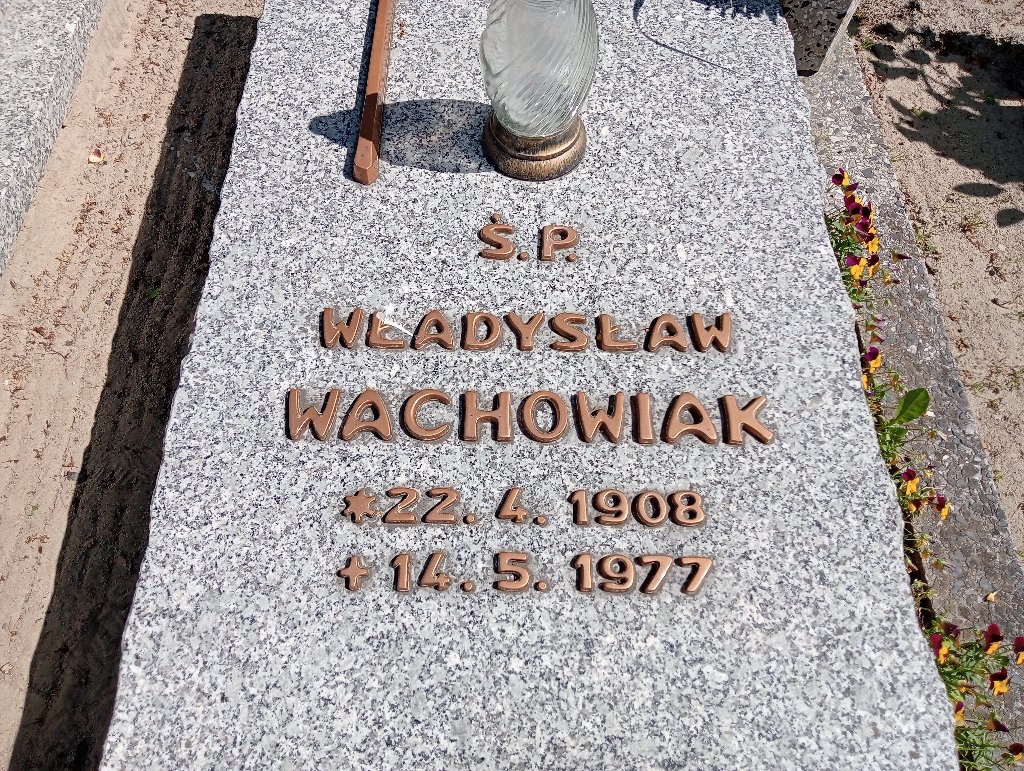 Ś.P.
WŁADYSŁAW
WACHOWIAK
*22. 4. 1908
+ 14. 5. 1977